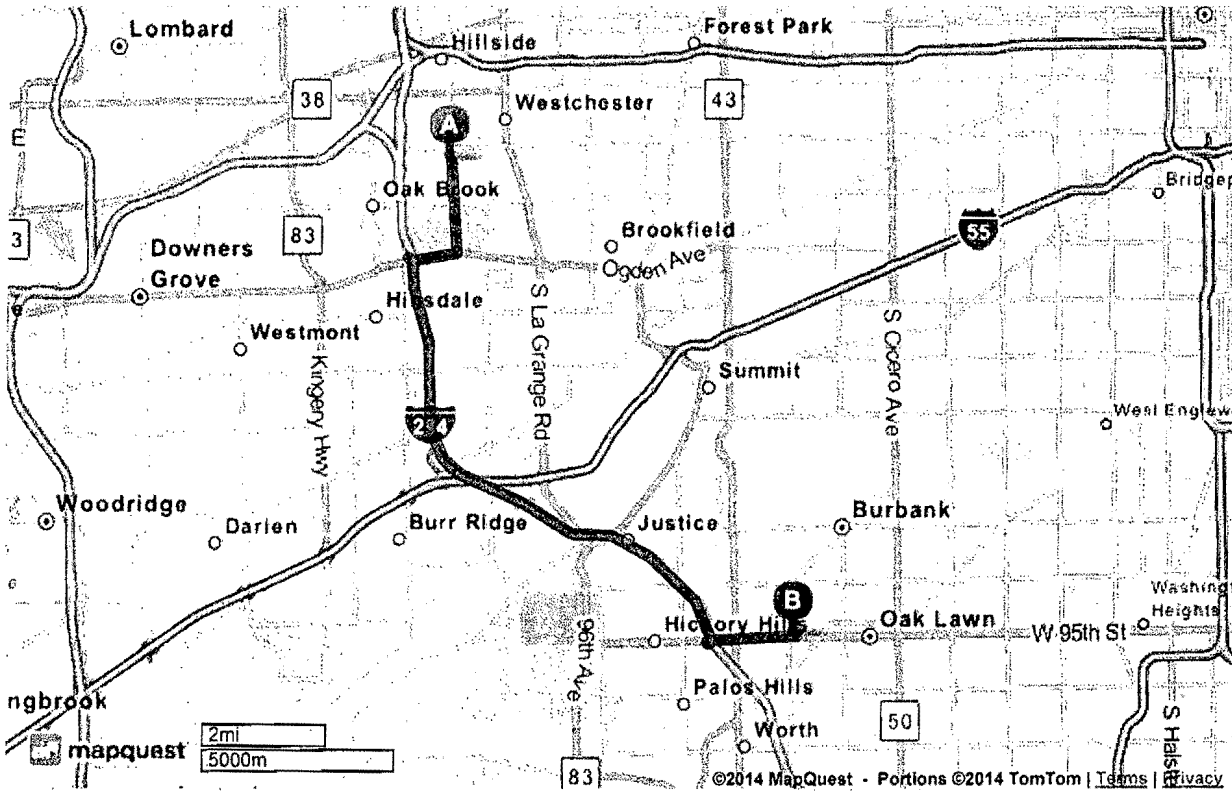 Lombard
Hillside
Forest Park
38
Westchester
43
A
E
Oak Brook
Bridgep
3
83
Brookfield
55
Downers
Grove
Ogden Ave
Hinsdale
Westmont
S La Grange Rd
S Cicero Ave
Kingery Hwy
Summit
West Englew
Woodridge
Darien
Burr Ridge
Justice
Burbank
B
Washing
Heights
Hickory Hills
Oak Lawn
W 95th St
96th Ave
Palos Hills
ngbrook
50
Worth
S Halste
mapquest
2mi
5000m
83
©2014 MapQuest - Portions ©2014 TomTom | Terms | Privacy